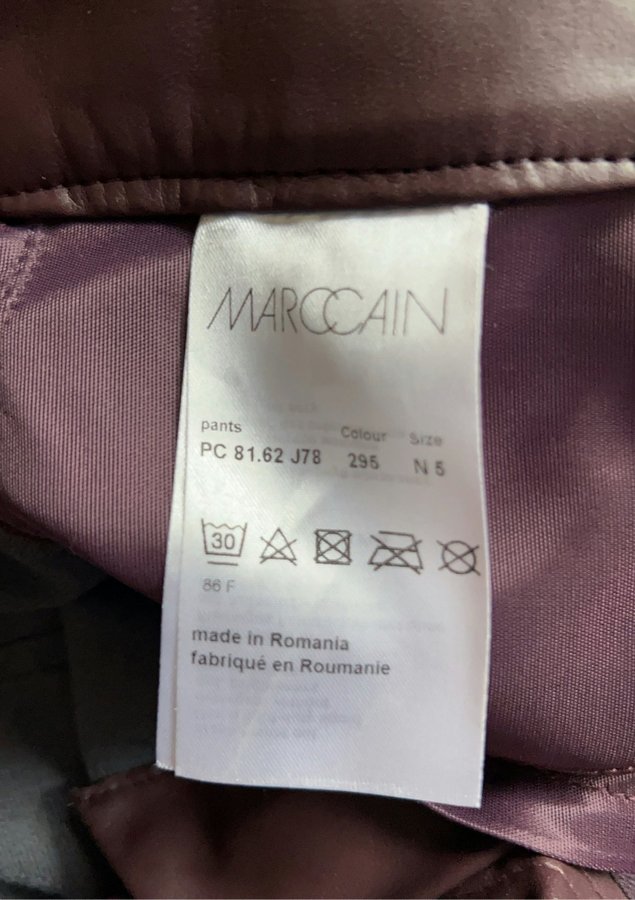 MARCCAIN
pants Colour Size
PC 81.62 J78 295 N 5
30
86 F
made in Romania
fabriqué en Roumanie